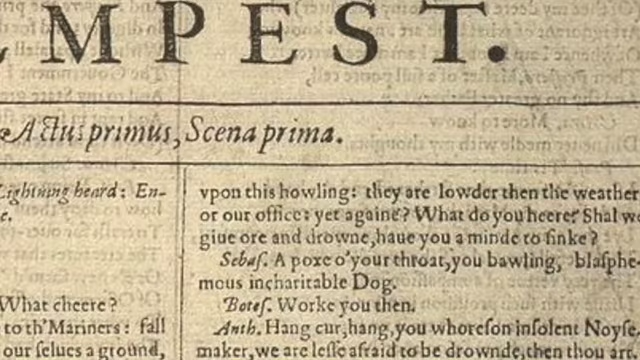 MPEST.
Actus primus, Scena prima.
Lightning heard: En-
What cheere?
to th'Mariners: fall
our selues a ground,
vpon this howling: they are lowder then the weather
or our office: yet againe? What do you heere? Shal we
giue ore and drowne, haue you a minde to sinke?
Sebas. A poxe o'your throat, you bawling, blasphe-
mous incharitable Dog.
Botes. Worke you then.
Anth. Hang cur, hang, you whoreson insolent Noyse-
maker, we are lesse afraid to be drownde, then thou art.